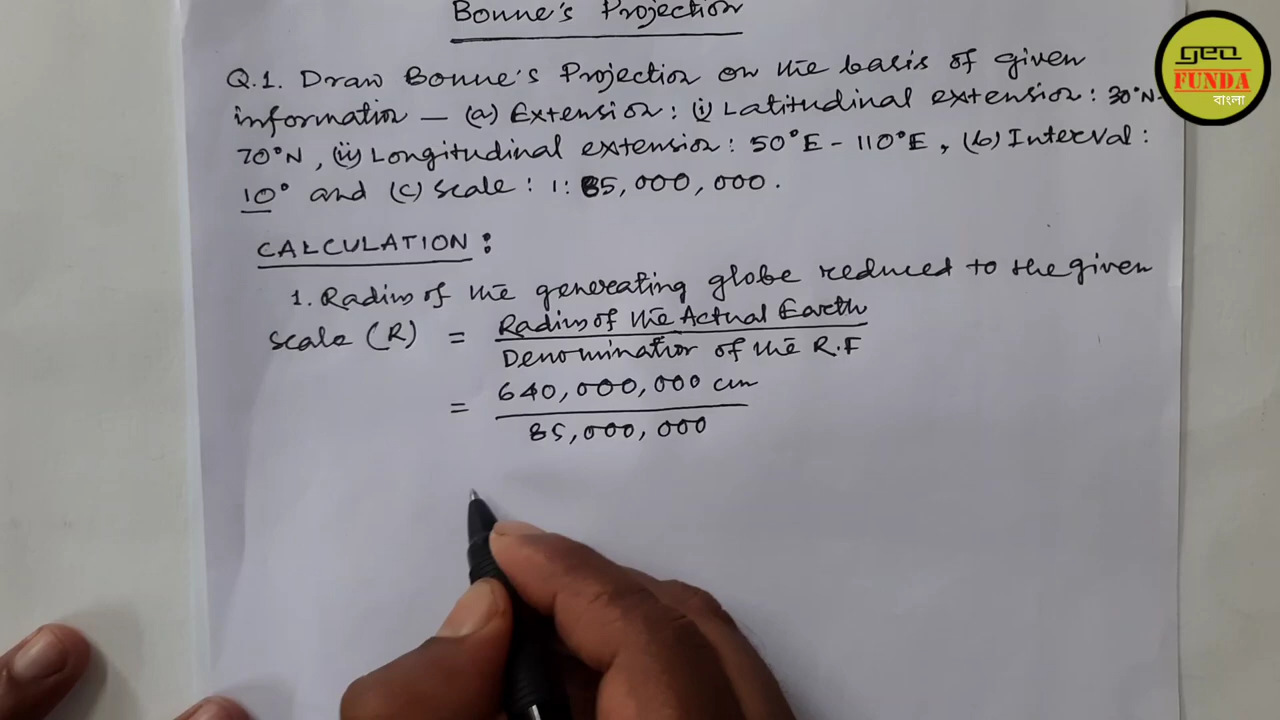 Bonne's Projection
Q.1. Draw Bonne's Projection on the basis of given
information — (a) Extension: (i) Latitudinal extension: 30°N-
70°N, (ii) Longitudinal extension: 50°E - 110°E, (b) Interval:
10° and (c) Scale: 1: 85,000,000.
CALCULATION:
1. Radius of the generating globe reduced to the given
scale (R) = Radius of the Actual Earth
Denominator of the R.F
= 640,000,000 cm
85,000,000
geo
FUNDA
বাংলা